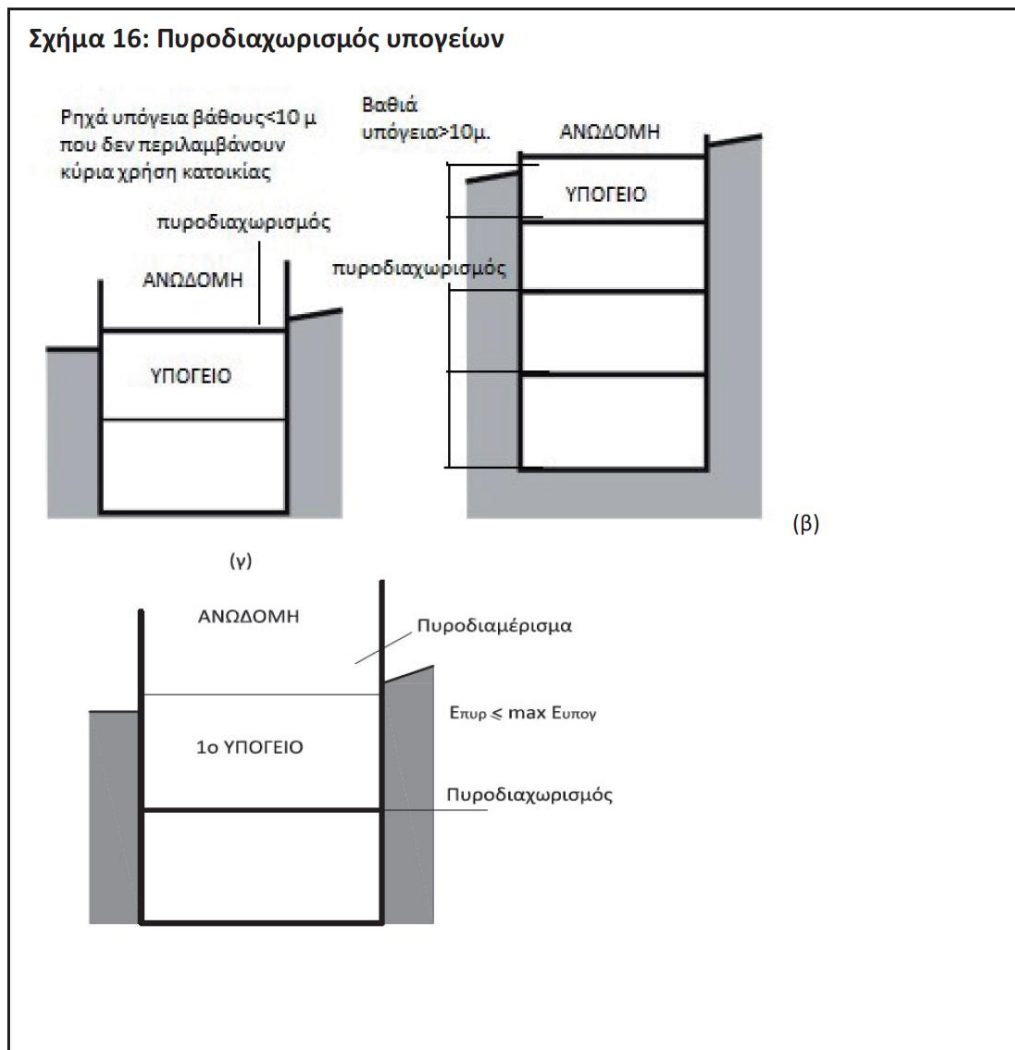 Σχήμα 16: Πυροδιαχωρισμός υπογείων
Ρηχά υπόγεια βάθους<10 μ
που δεν περιλαμβάνουν
κύρια χρήση κατοικίας
πυροδιαχωρισμός
ΑΝΩΔΟΜΗ
ΥΠΟΓΕΙΟ
Βαθιά
υπόγεια>10μ.
ΑΝΩΔΟΜΗ
ΥΠΟΓΕΙΟ
πυροδιαχωρισμός
(β)
(γ)
ΑΝΩΔΟΜΗ
Πυροδιαμέρισμα
Επυρ ⩽ max Ευπογ
1ο ΥΠΟΓΕΙΟ
Πυροδιαχωρισμός